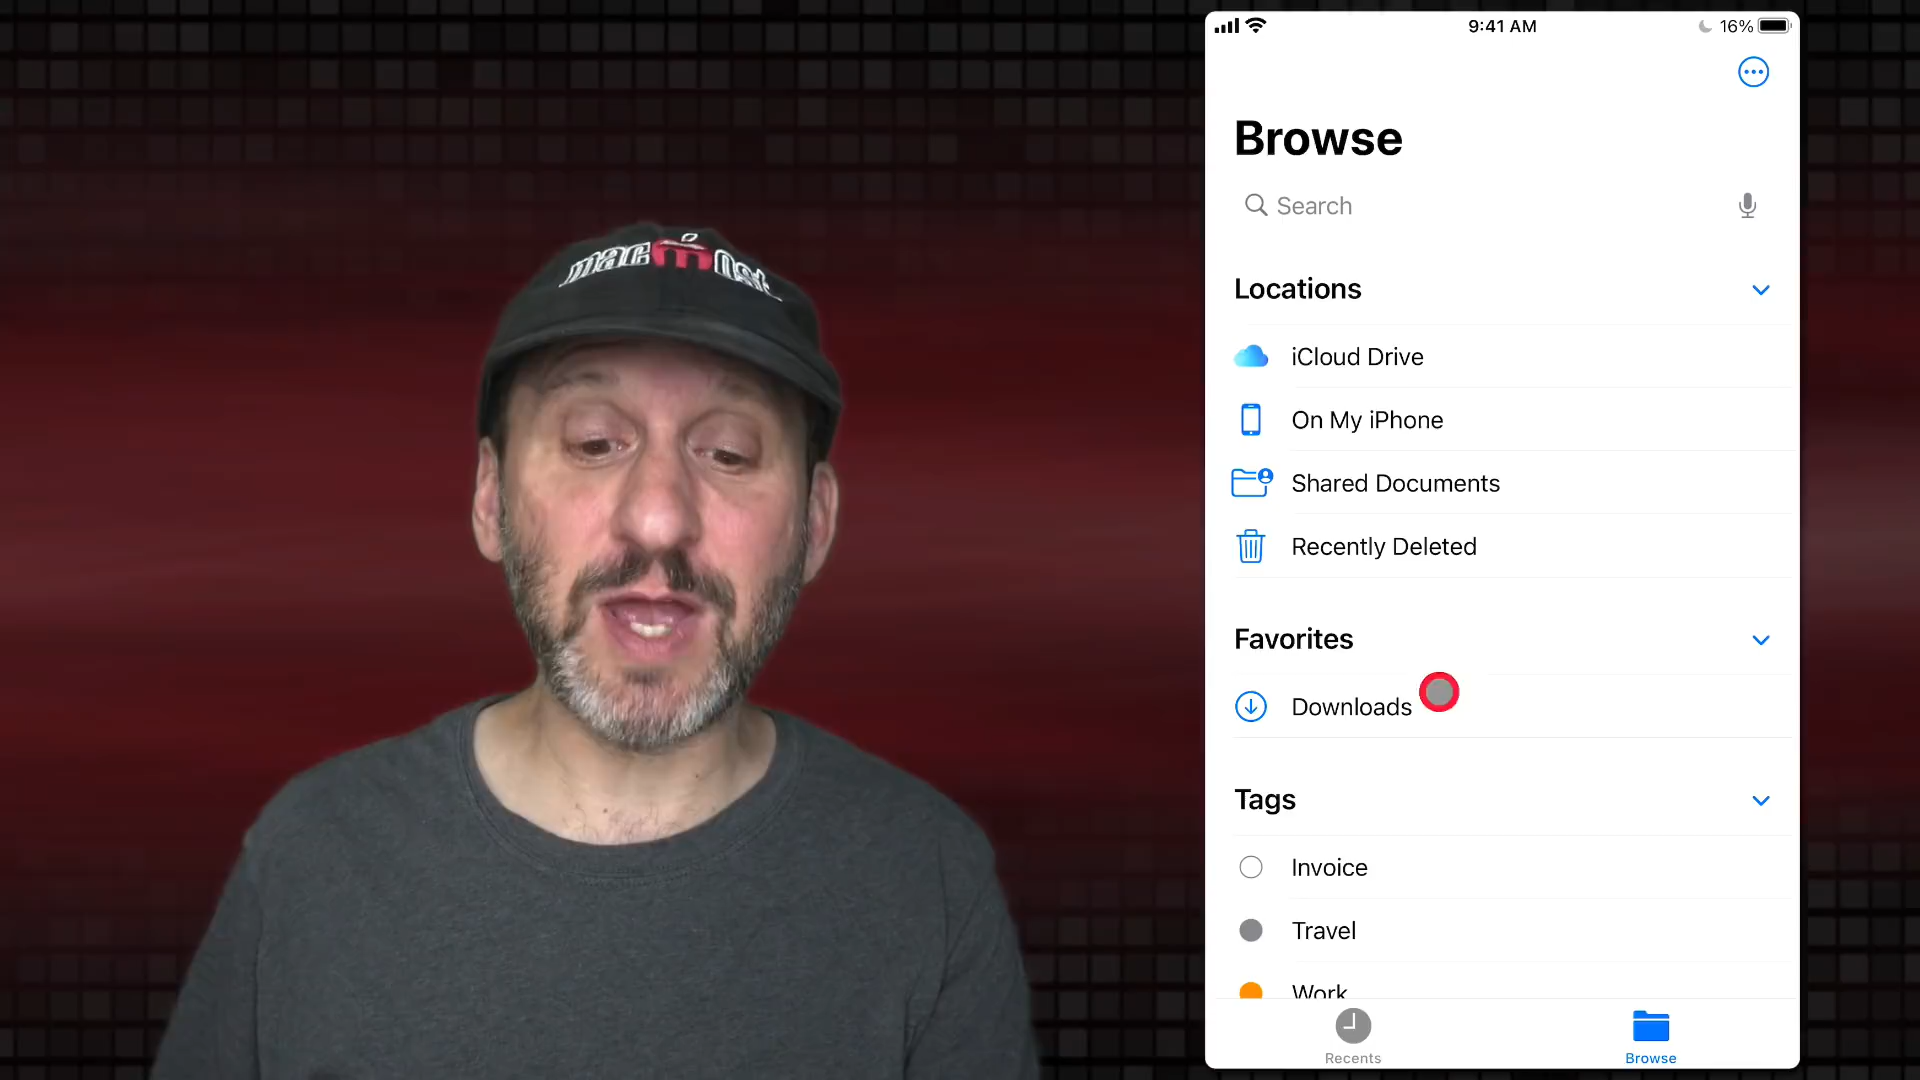 macmost
9:41 AM
16%
Browse
Search
Locations
iCloud Drive
On My iPhone
Shared Documents
Recently Deleted
Favorites
Downloads
Tags
Invoice
Travel
Work
Recents
Browse